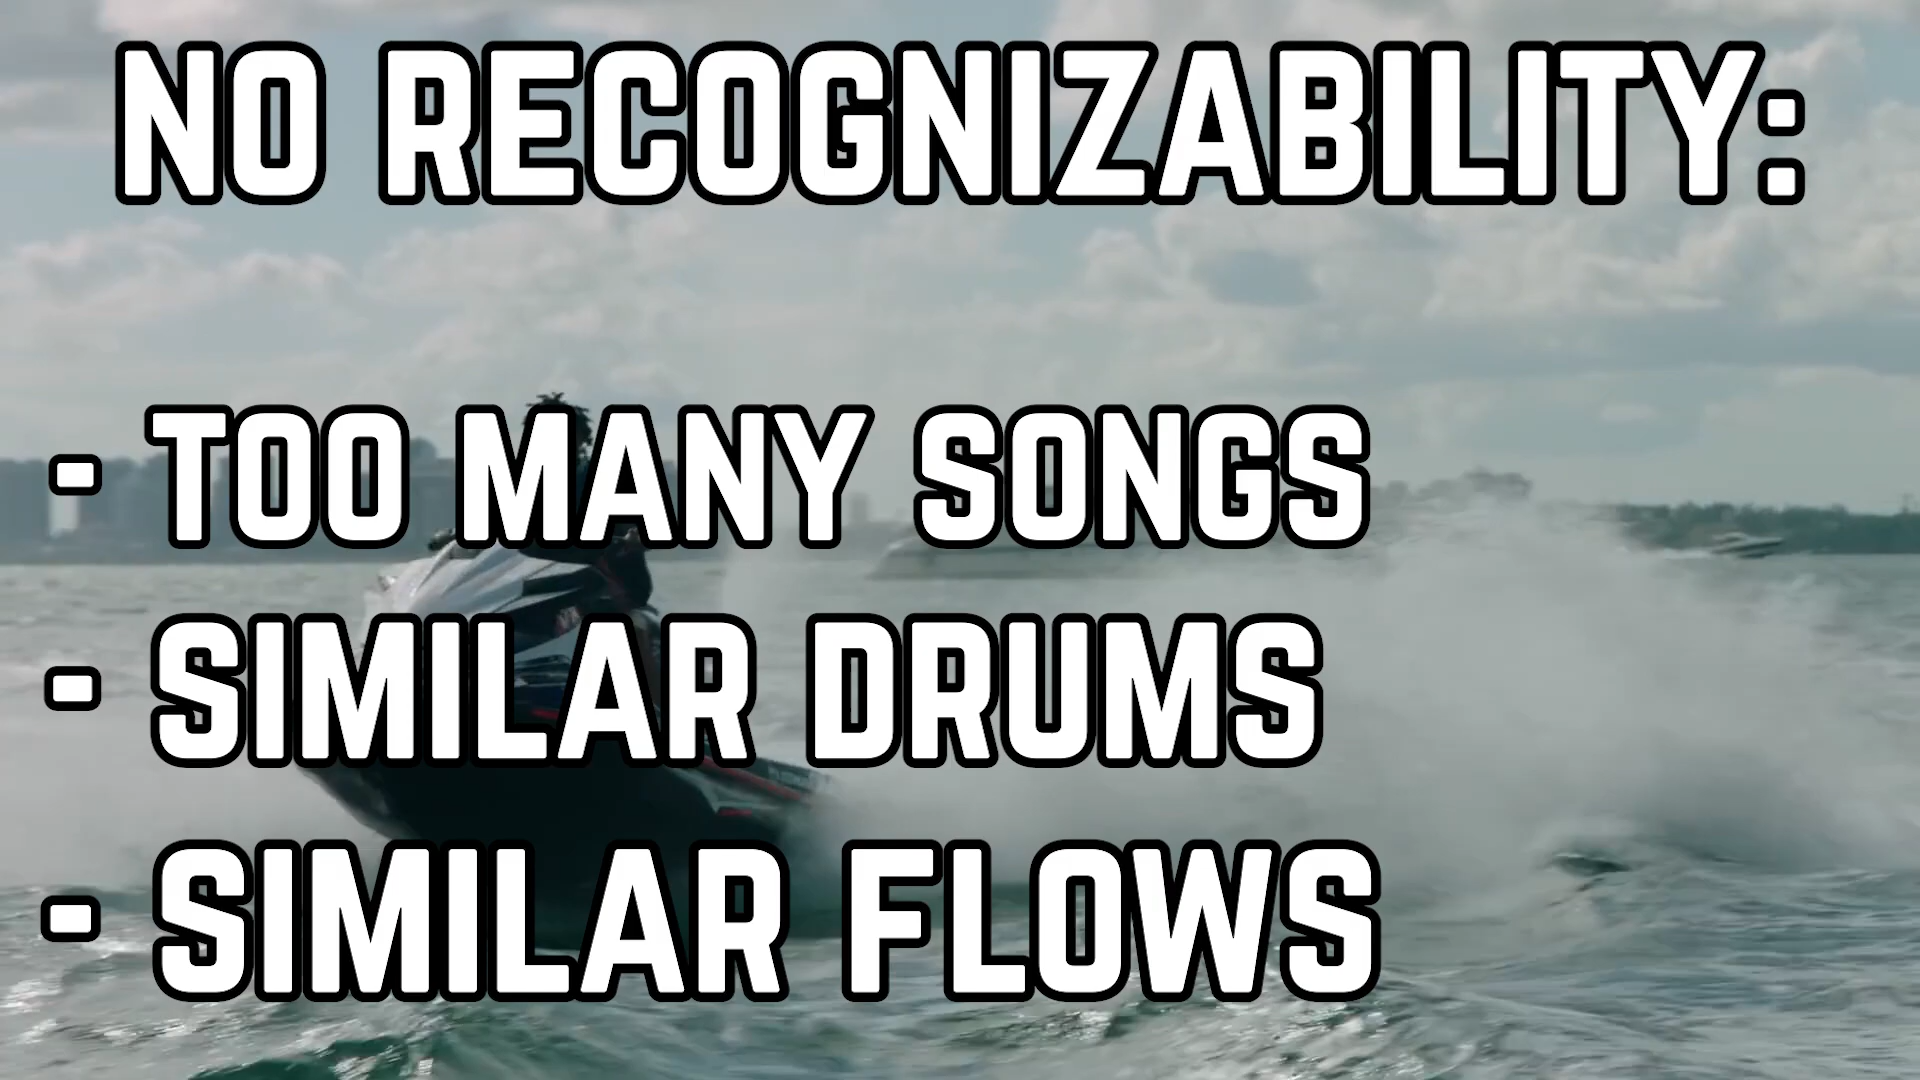 NO RECOGNIZABILITY:
- TOO MANY SONGS
- SIMILAR DRUMS
- SIMILAR FLOWS